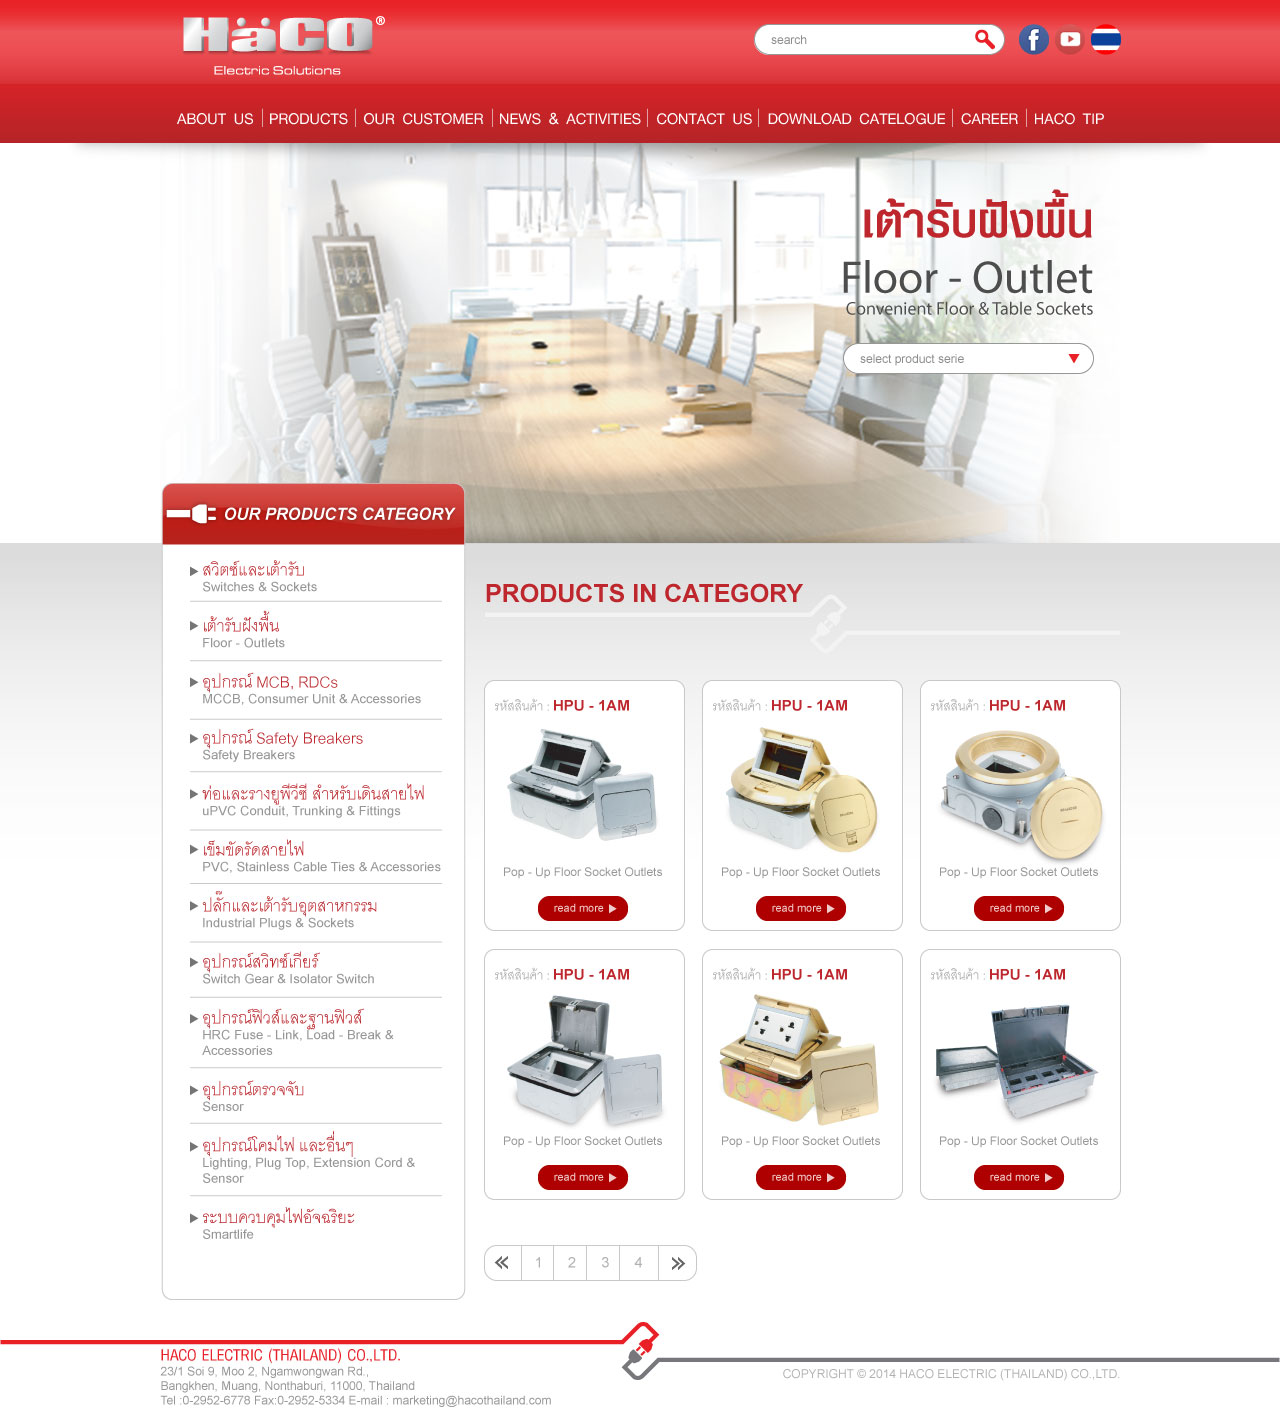 HäCO®
Electric Solutions
search
ABOUT US
PRODUCTS
OUR CUSTOMER
NEWS & ACTIVITIES
CONTACT US
DOWNLOAD CATELOGUE
CAREER
HACO TIP
เต้ารับฝังพื้น
Floor - Outlet
Convenient Floor & Table Sockets
select product serie
OUR PRODUCTS CATEGORY
สวิตช์และเต้ารับ
Switches & Sockets
เต้ารับฝังพื้น
Floor - Outlets
อุปกรณ์ MCB, RDCs
MCCB, Consumer Unit & Accessories
อุปกรณ์ Safety Breakers
Safety Breakers
ท่อและรางยูพีวีซี สำหรับเดินสายไฟ
uPVC Conduit, Trunking & Fittings
เข็มขัดรัดสายไฟ
PVC, Stainless Cable Ties & Accessories
ปลั๊กและเต้ารับอุตสาหกรรม
Industrial Plugs & Sockets
อุปกรณ์สวิทซ์เกียร์
Switch Gear & Isolator Switch
อุปกรณ์ฟิวส์และฐานฟิวส์
HRC Fuse - Link, Load - Break &
Accessories
อุปกรณ์ตรวจจับ
Sensor
อุปกรณ์โคมไฟ และอื่นๆ
Lighting, Plug Top, Extension Cord &
Sensor
ระบบควบคุมไฟอัจฉริยะ
Smartlife
PRODUCTS IN CATEGORY
รหัสสินค้า : HPU - 1AM
Pop - Up Floor Socket Outlets
read more
รหัสสินค้า : HPU - 1AM
Pop - Up Floor Socket Outlets
read more
รหัสสินค้า : HPU - 1AM
Pop - Up Floor Socket Outlets
read more
รหัสสินค้า : HPU - 1AM
Pop - Up Floor Socket Outlets
read more
รหัสสินค้า : HPU - 1AM
Pop - Up Floor Socket Outlets
read more
รหัสสินค้า : HPU - 1AM
Pop - Up Floor Socket Outlets
read more
1 2 3 4
HACO ELECTRIC (THAILAND) CO.,LTD.
23/1 Soi 9, Moo 2, Ngamwongwan Rd.,
Bangkhen, Muang, Nonthaburi, 11000, Thailand
Tel :0-2952-6778 Fax:0-2952-5334 E-mail : marketing@hacothailand.com
COPYRIGHT © 2014 HACO ELECTRIC (THAILAND) CO.,LTD.